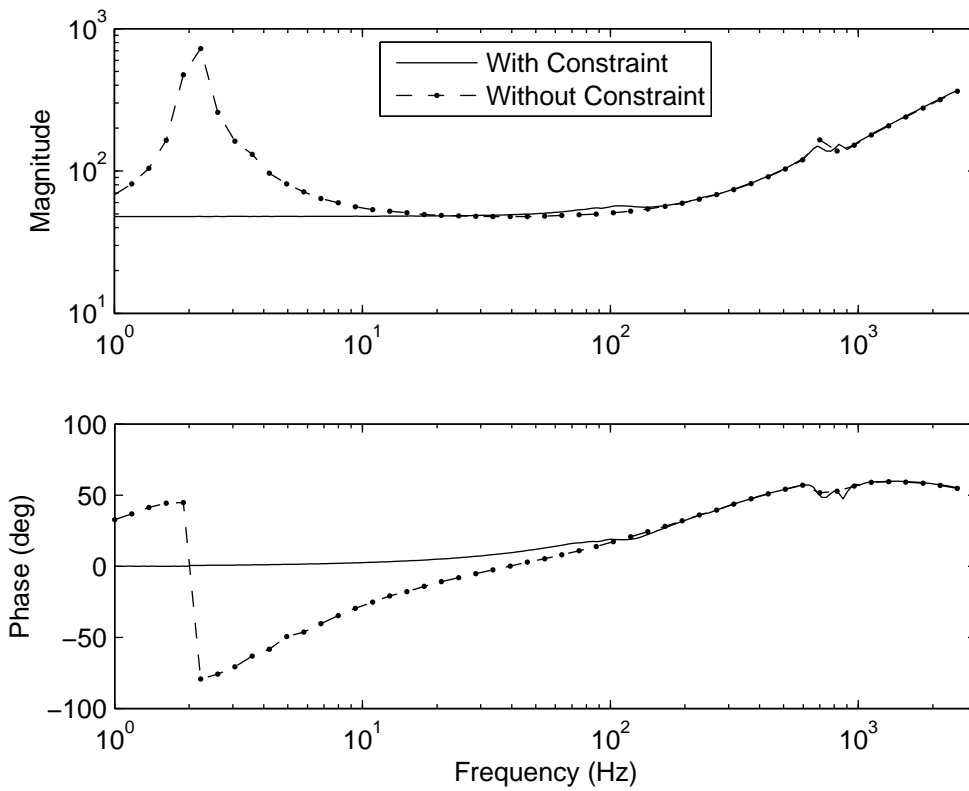 10^3
10^2
10^1
Magnitude
With Constraint
Without Constraint
10^0 10^1 10^2 10^3
100
50
0
−50
−100
Phase (deg)
10^0 10^1 10^2 10^3
Frequency (Hz)